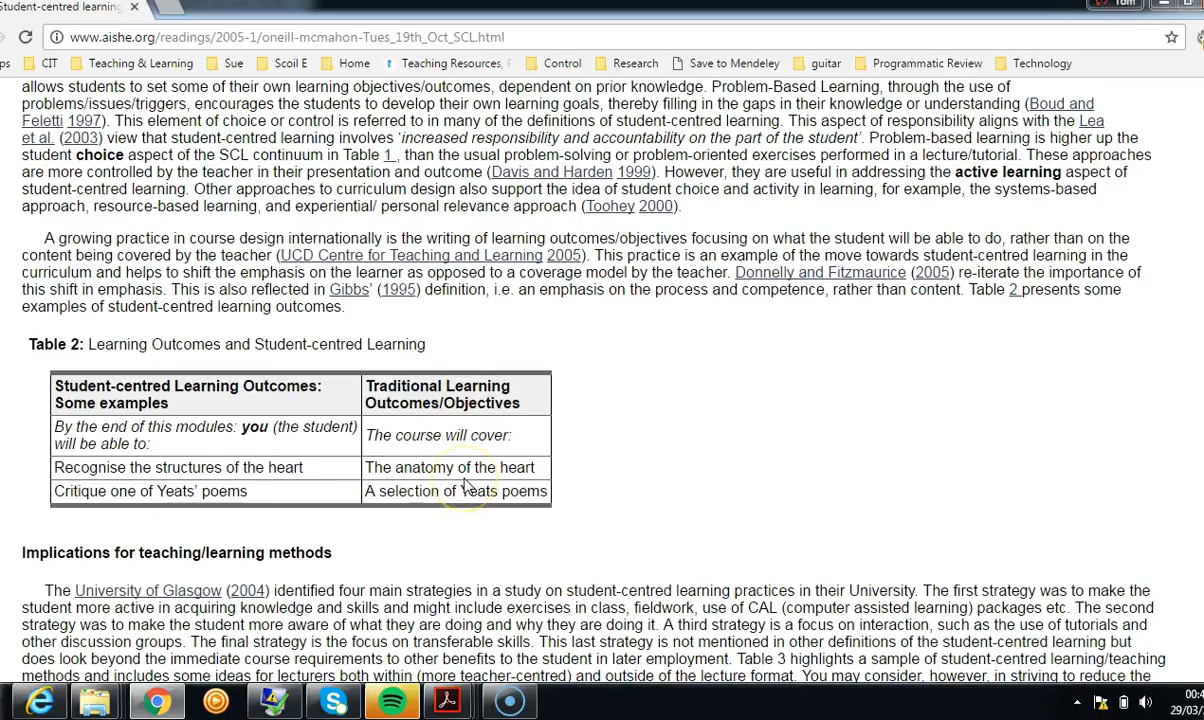 Student-centred learning
Tom
www.aishe.org/readings/2005-1/oneill-mcmahon-Tues_19th_Oct_SCL.html
ps CIT Teaching & Learning Sue Scoil E Home Teaching Resources, F Control Research Save to Mendeley guitar Programmatic Review Technology
allows students to set some of their own learning objectives/outcomes, dependent on prior knowledge. Problem-Based Learning, through the use of
problems/issues/triggers, encourages the students to develop their own learning goals, thereby filling in the gaps in their knowledge or understanding (Boud and
Feletti 1997). This element of choice or control is referred to in many of the definitions of student-centred learning. This aspect of responsibility aligns with the Lea
et al. (2003) view that student-centred learning involves ‘increased responsibility and accountability on the part of the student’. Problem-based learning is higher up the
student choice aspect of the SCL continuum in Table 1 , than the usual problem-solving or problem-oriented exercises performed in a lecture/tutorial. These approaches
are more controlled by the teacher in their presentation and outcome (Davis and Harden 1999). However, they are useful in addressing the active learning aspect of
student-centred learning. Other approaches to curriculum design also support the idea of student choice and activity in learning, for example, the systems-based
approach, resource-based learning, and experiential/ personal relevance approach (Toohey 2000).
A growing practice in course design internationally is the writing of learning outcomes/objectives focusing on what the student will be able to do, rather than on the
content being covered by the teacher (UCD Centre for Teaching and Learning 2005). This practice is an example of the move towards student-centred learning in the
curriculum and helps to shift the emphasis on the learner as opposed to a coverage model by the teacher. Donnelly and Fitzmaurice (2005) re-iterate the importance of
this shift in emphasis. This is also reflected in Gibbs’ (1995) definition, i.e. an emphasis on the process and competence, rather than content. Table 2 presents some
examples of student-centred learning outcomes.
Table 2: Learning Outcomes and Student-centred Learning
Student-centred Learning Outcomes:
Some examples
Traditional Learning
Outcomes/Objectives
By the end of this modules: you (the student)
will be able to:
The course will cover:
Recognise the structures of the heart
The anatomy of the heart
Critique one of Yeats’ poems
A selection of Yeats poems
Implications for teaching/learning methods
The University of Glasgow (2004) identified four main strategies in a study on student-centred learning practices in their University. The first strategy was to make the
student more active in acquiring knowledge and skills and might include exercises in class, fieldwork, use of CAL (computer assisted learning) packages etc. The second
strategy was to make the student more aware of what they are doing and why they are doing it. A third strategy is a focus on interaction, such as the use of tutorials and
other discussion groups. The final strategy is the focus on transferable skills. This last strategy is not mentioned in other definitions of the student-centred learning but
does look beyond the immediate course requirements to other benefits to the student in later employment. Table 3 highlights a sample of student-centred learning/teaching
methods and includes some ideas for lecturers both within (more teacher-centred) and outside of the lecture format. You may consider, however, in striving to reduce the
00:4
29/03/